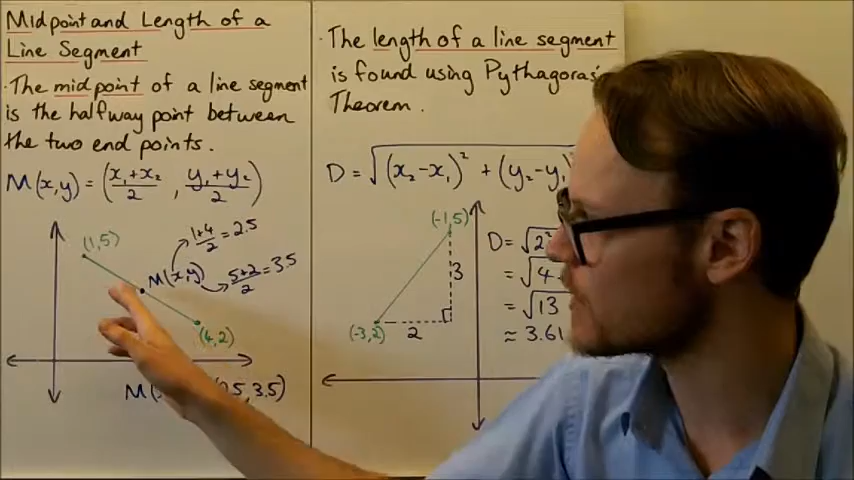 Midpoint and Length of a
Line Segment
· The midpoint of a line segment
is the halfway point between
the two end points.
M(x,y) = (x₁+x₂/2 , y₁+y₂/2)
(1,5)
1+4/2 = 2.5
M(x,y)
5+2/2 = 3.5
(4,2)
M( 2.5, 3.5)
· The length of a line segment
is found using Pythagoras'
Theorem.
D = √(x₂-x₁)² + (y₂-y₁
(-1,5)
3
(-3,2)
2
D = √2²
= √4
= √13
≈ 3.61